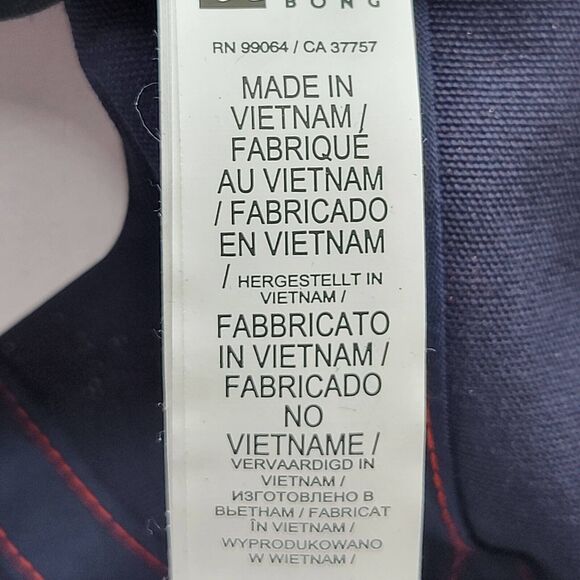 BONG
RN 99064 / CA 37757
MADE IN
VIETNAM /
FABRIQUÉ
AU VIETNAM
/ FABRICADO
EN VIETNAM
/ HERGESTELLT IN
VIETNAM /
FABBRICATO
IN VIETNAM /
FABRICADO
NO
VIETNAME /
VERVAARDIGD IN
VIETNAM /
ИЗГОТОВЛЕНО В
ВЬЕТНАМ / FABRICAT
ÎN VIETNAM /
WYPRODUKOWANO
W WIETNAM /